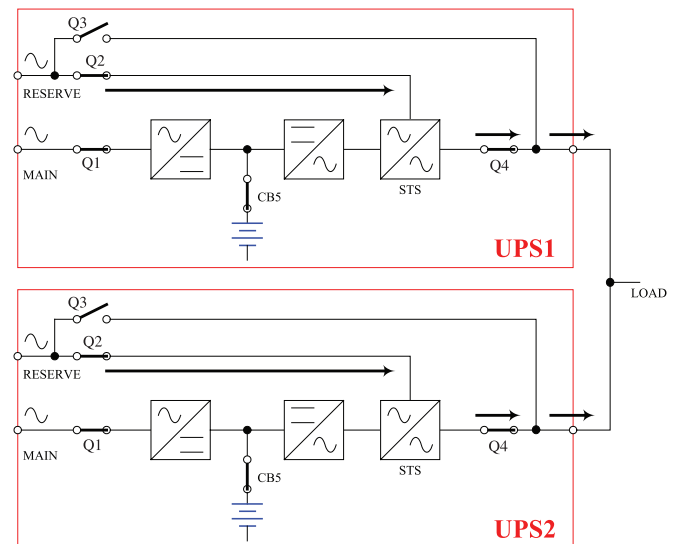 Q3
Q2
RESERVE
MAIN
Q1
CB5
STS
Q4
UPS1
LOAD
Q3
Q2
RESERVE
MAIN
Q1
CB5
STS
Q4
UPS2